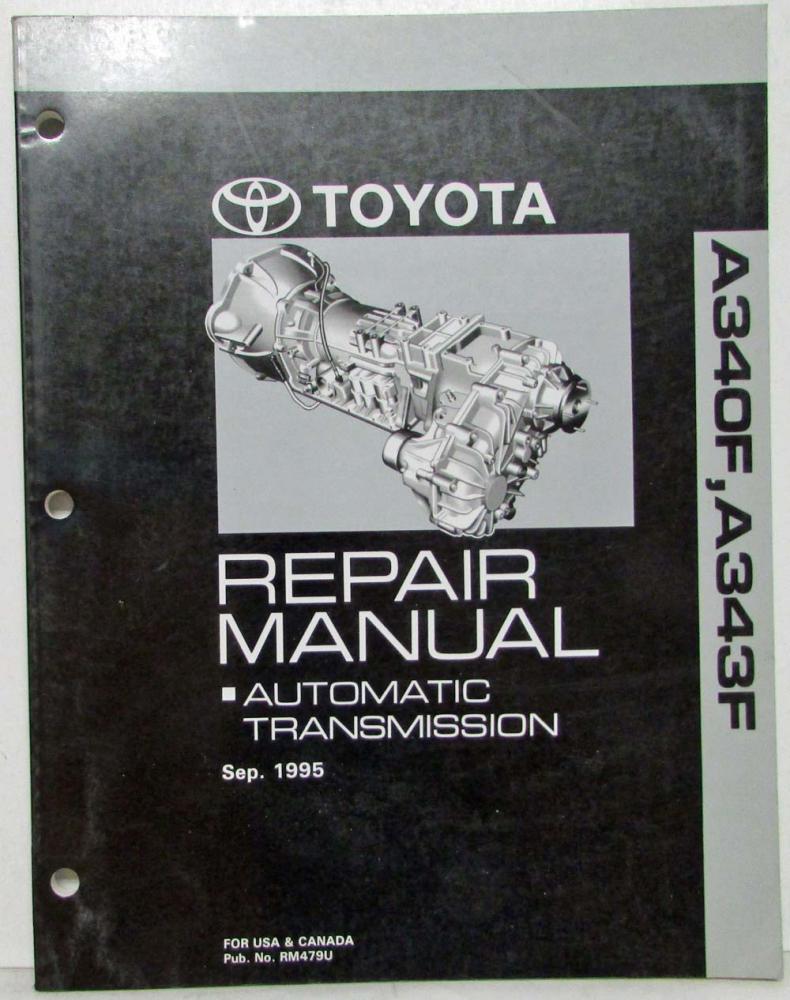 TOYOTA
A340F, A343F
REPAIR
MANUAL
▪ AUTOMATIC
TRANSMISSION
Sep. 1995
FOR USA & CANADA
Pub. No. RM479U